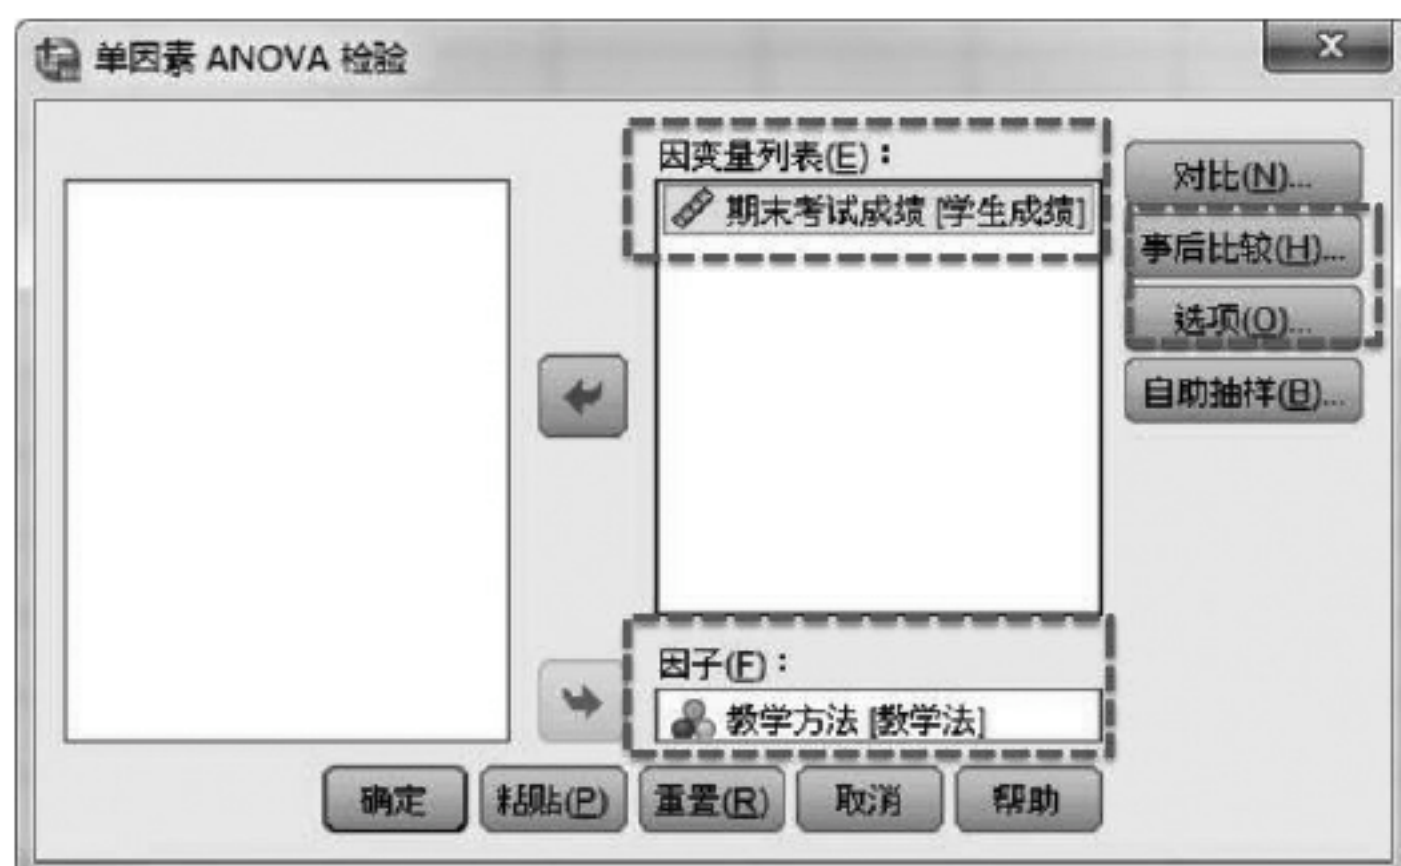 单因素 ANOVA 检验
X
因变量列表(E)：
期末考试成绩 [学生成绩]
对比(N)...
事后比较(H)...
选项(O)...
自助抽样(B)...
因子(F)：
教学方法 [教学法]
确定 粘贴(P) 重置(R) 取消 帮助